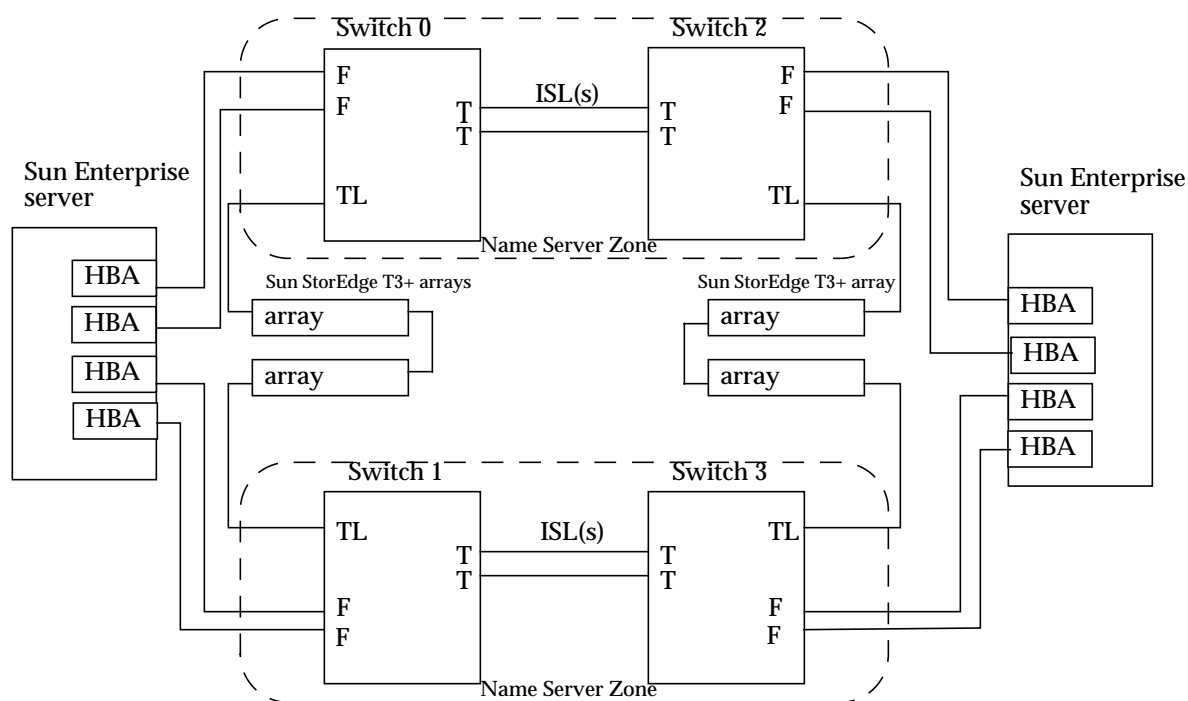 Switch 0
Switch 2
F
F
T
T
TL
ISL(s)
T
T
F
F
TL
Name Server Zone
Sun Enterprise
server
HBA
HBA
HBA
HBA
Sun StorEdge T3+ arrays
array
array
Sun StorEdge T3+ array
array
array
Sun Enterprise
server
HBA
HBA
HBA
HBA
Switch 1
Switch 3
TL
T
T
F
F
ISL(s)
T
T
TL
F
F
Name Server Zone